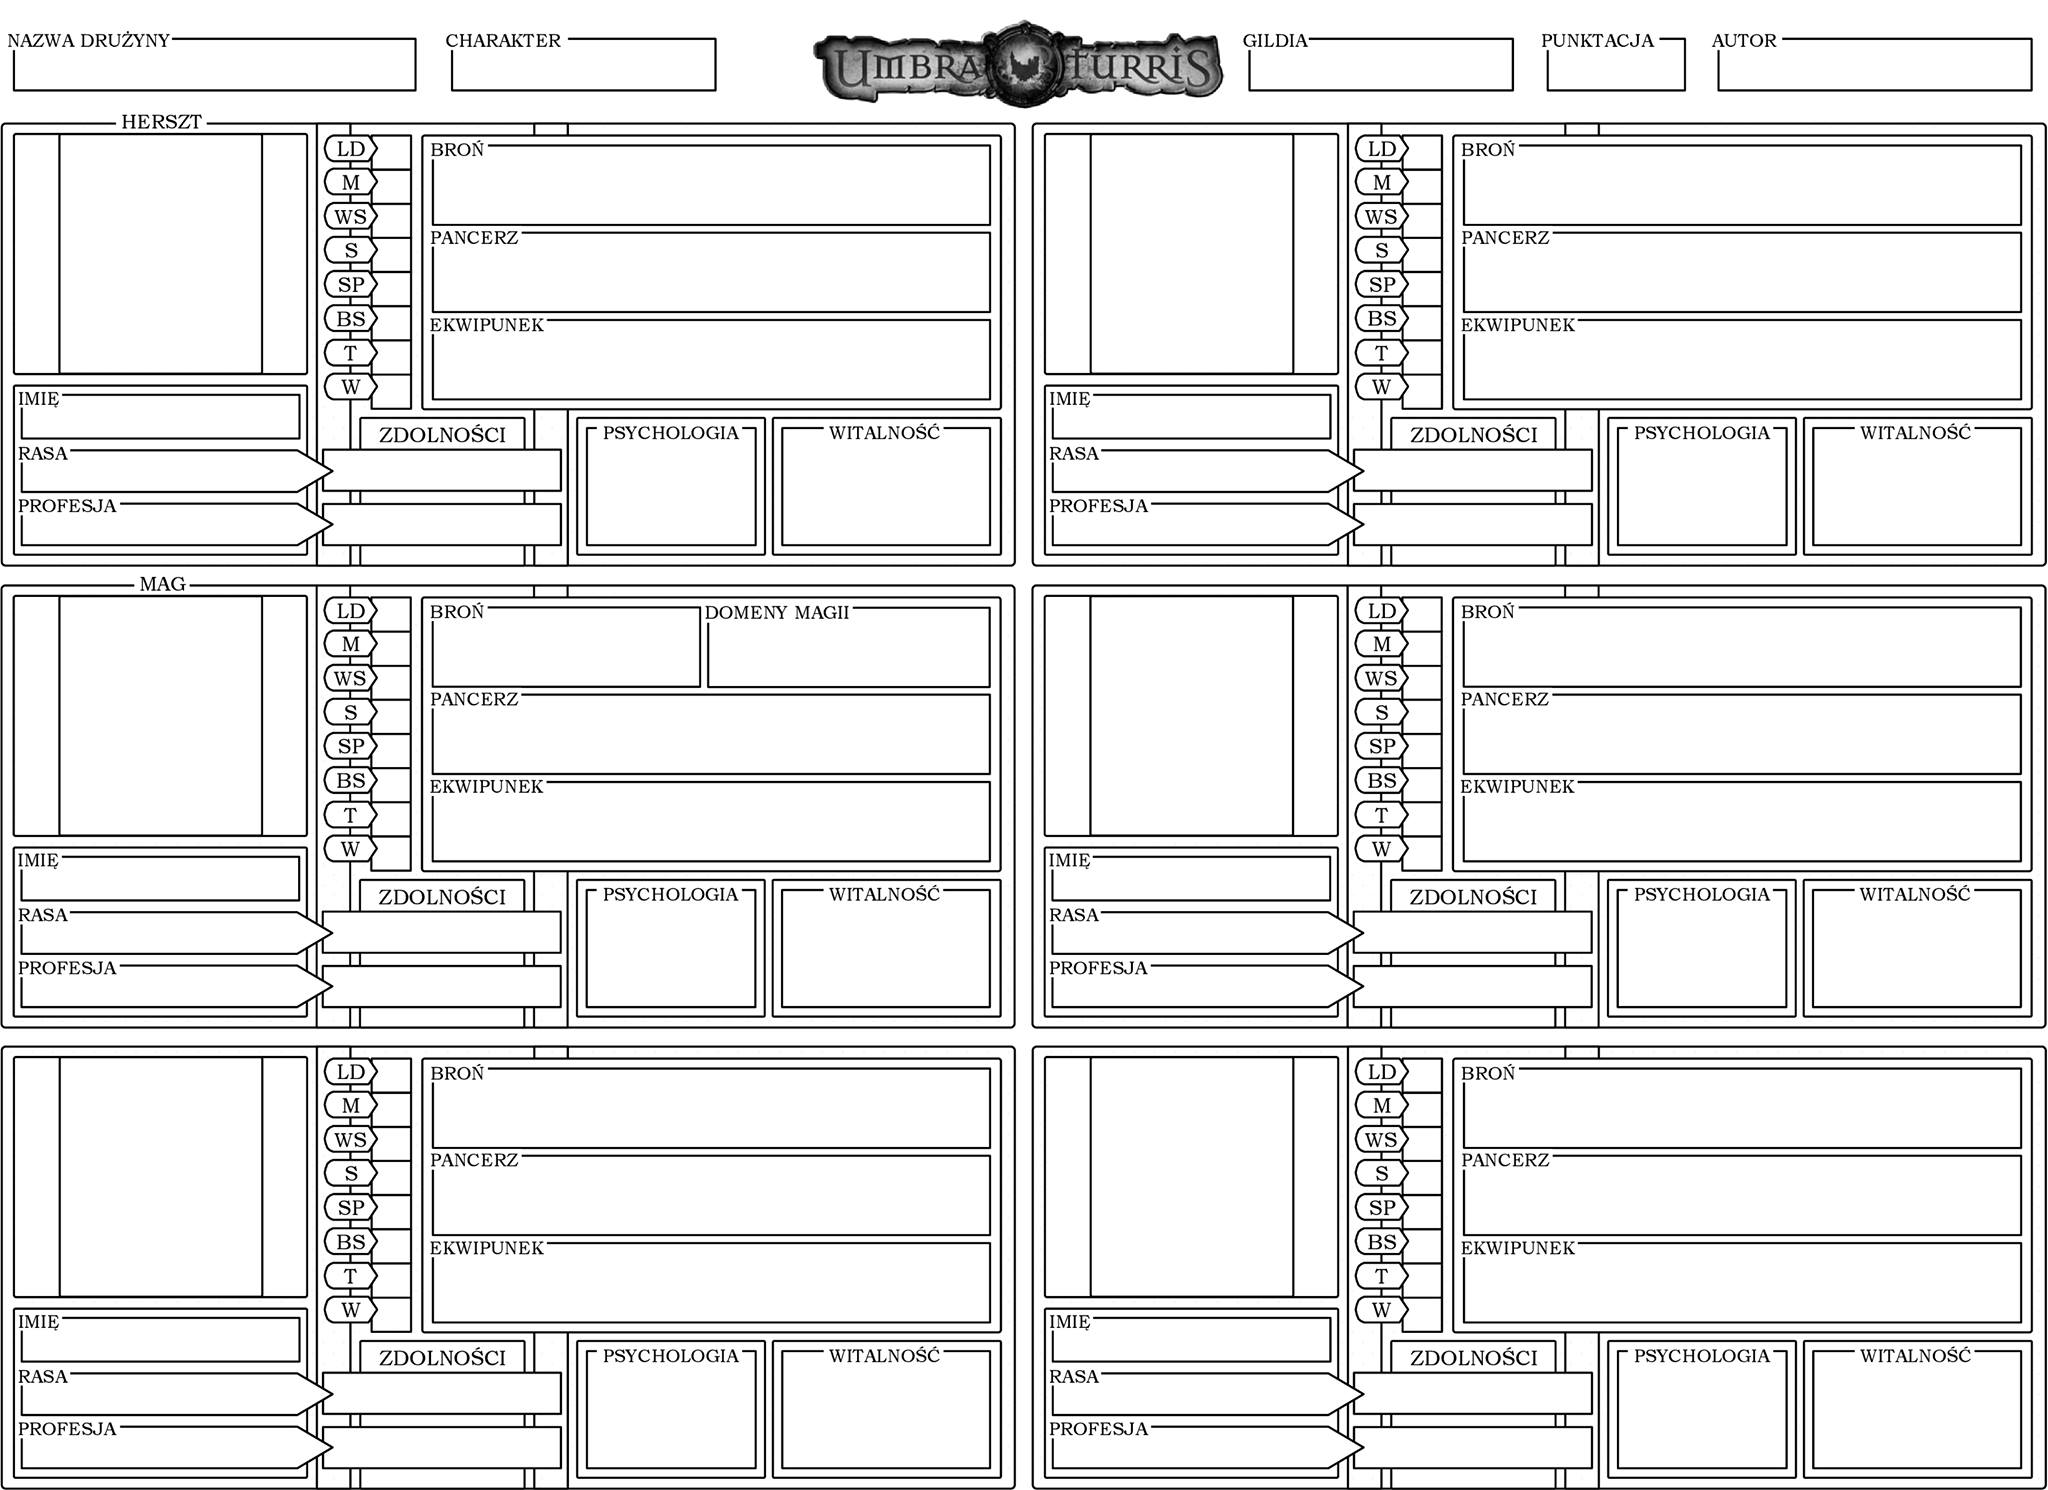 NAZWA DRUŻYNY
CHARAKTER
UMBRA TURRIS
GILDIA
PUNKTACJA
AUTOR
HERSZT
LD
M
WS
S
SP
BS
T
W
BROŃ
PANCERZ
EKWIPUNEK
IMIĘ
RASA
PROFESJA
ZDOLNOŚCI
PSYCHOLOGIA
WITALNOŚĆ
LD
M
WS
S
SP
BS
T
W
BROŃ
PANCERZ
EKWIPUNEK
IMIĘ
RASA
PROFESJA
ZDOLNOŚCI
PSYCHOLOGIA
WITALNOŚĆ
MAG
LD
M
WS
S
SP
BS
T
W
BROŃ
DOMENY MAGII
PANCERZ
EKWIPUNEK
IMIĘ
RASA
PROFESJA
ZDOLNOŚCI
PSYCHOLOGIA
WITALNOŚĆ
LD
M
WS
S
SP
BS
T
W
BROŃ
PANCERZ
EKWIPUNEK
IMIĘ
RASA
PROFESJA
ZDOLNOŚCI
PSYCHOLOGIA
WITALNOŚĆ
LD
M
WS
S
SP
BS
T
W
BROŃ
PANCERZ
EKWIPUNEK
IMIĘ
RASA
PROFESJA
ZDOLNOŚCI
PSYCHOLOGIA
WITALNOŚĆ
LD
M
WS
S
SP
BS
T
W
BROŃ
PANCERZ
EKWIPUNEK
IMIĘ
RASA
PROFESJA
ZDOLNOŚCI
PSYCHOLOGIA
WITALNOŚĆ